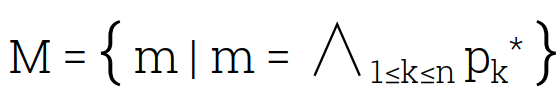 M = { m | m = ⋀₁≤ₖ≤ₙ pₖ* }